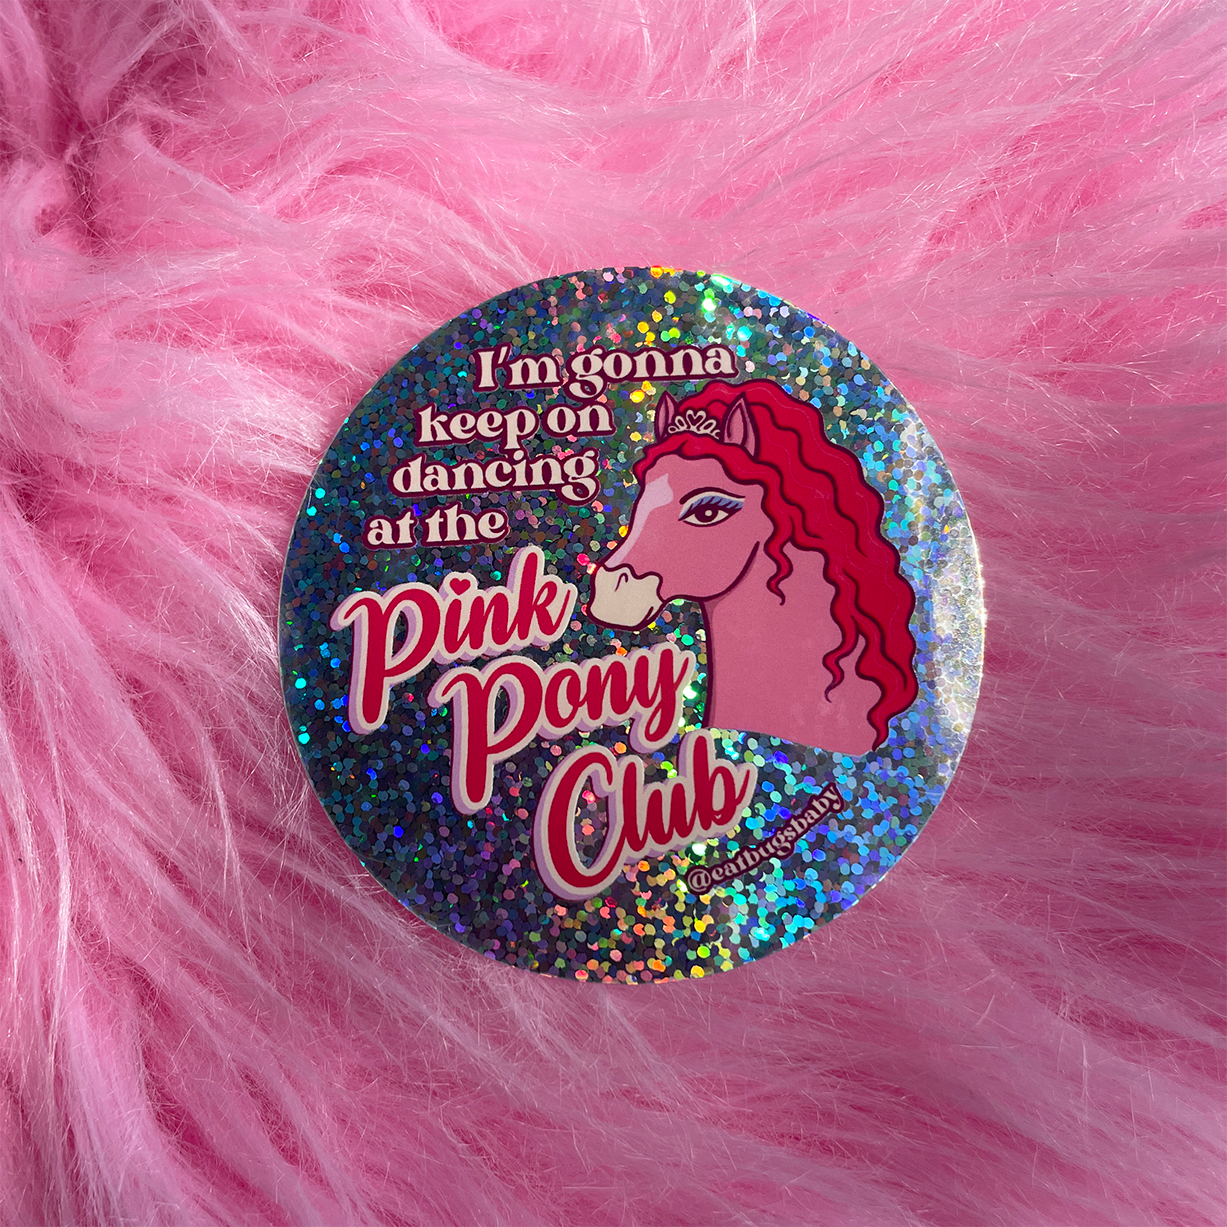 I'm gonna
keep on
dancing
at the
Pink
Pony
Club
@eatbugsbaby